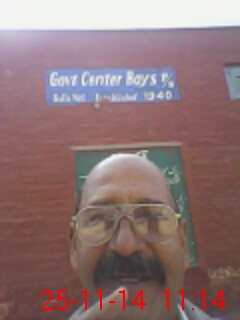 Govt Center Boys P/S
Established 1940
25-11-14 11:14